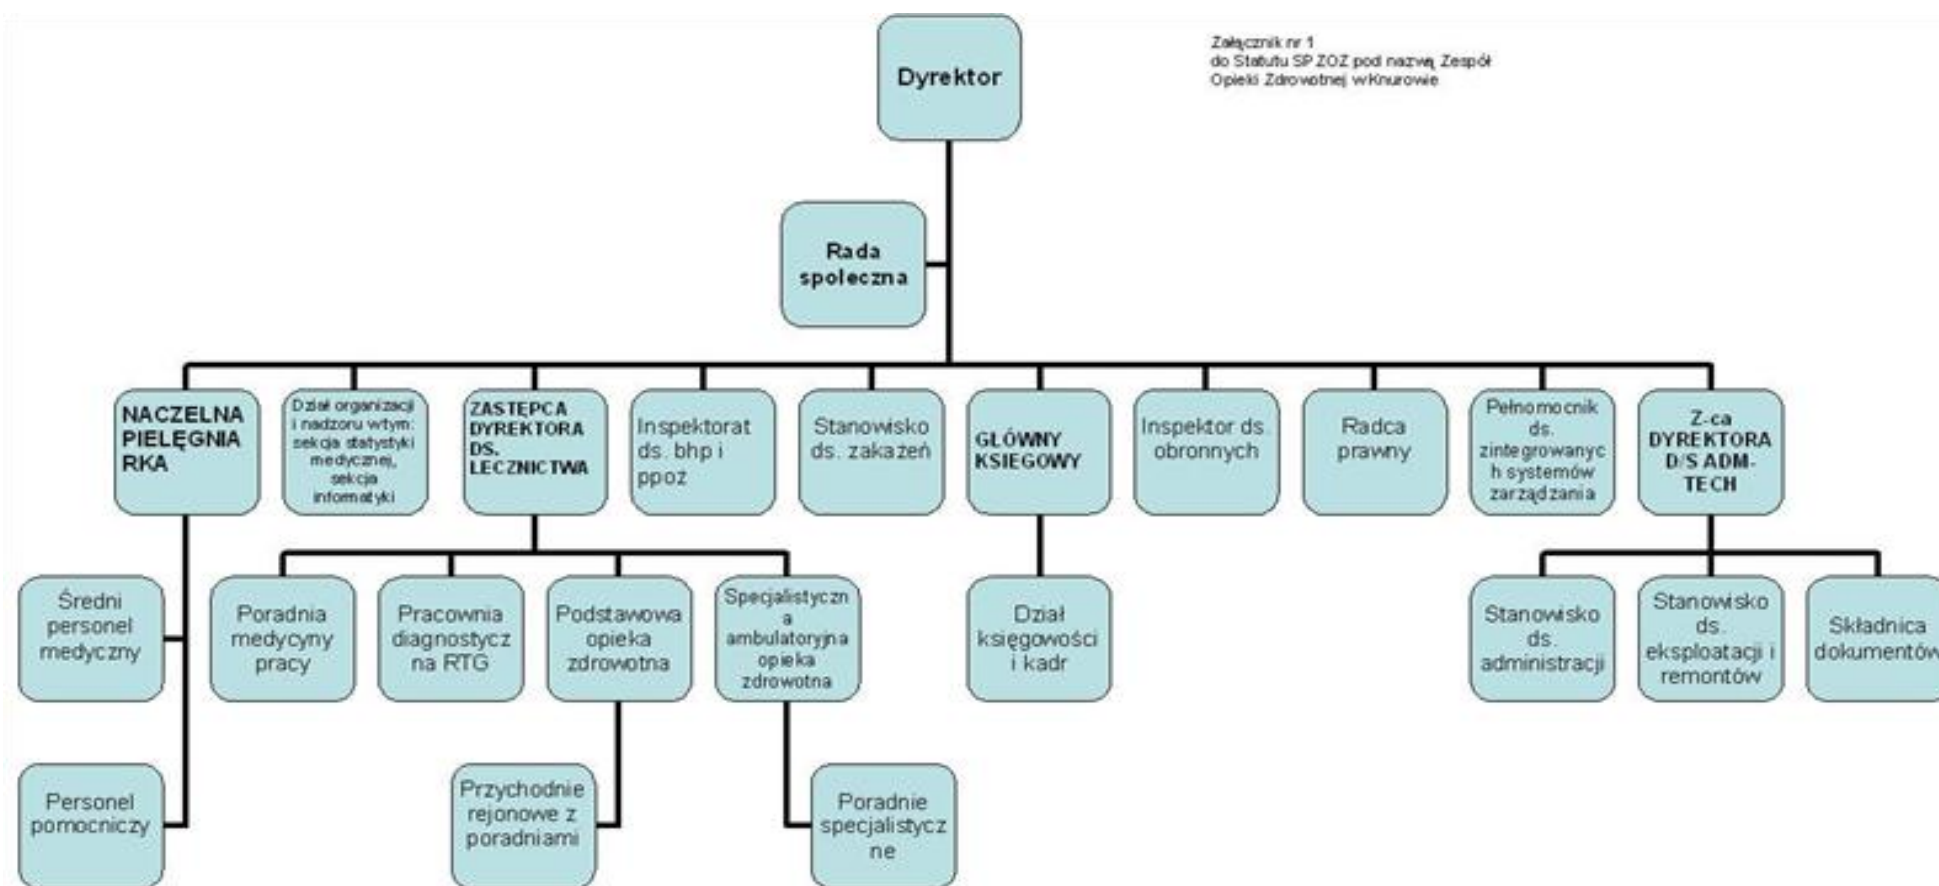 Dyrektor
Załącznik nr 1
do Statutu SP ZOZ pod nazwą Zespół
Opieki Zdrowotnej w Knurowie
Rada
społeczna
NACZELNA
PIELĘGNIA
RKA
Dział organizacji
i nadzoru wtym:
sekcja statystyki
medycznej,
sekcja
informatyki
ZASTĘPCA
DYREKTORA
DS.
LECZNICTWA
Inspektorat
ds. bhp i
ppoż
Stanowisko
ds. zakażeń
GŁÓWNY
KSIEGOWY
Inspektor ds.
obronnych
Radca
prawny
Pełnomocnik
ds.
zintegrowanyc
h systemów
zarządzania
Z-ca
DYREKTORA
D/S ADM-
TECH
Średni
personel
medyczny
Poradnia
medycyny
pracy
Pracownia
diagnostycz
na RTG
Podstawowa
opieka
zdrowotna
Specjalistyczn
a
ambulatoryjna
opieka
zdrowotna
Dział
księgowości
i kadr
Stanowisko
ds.
administracji
Stanowisko
ds.
eksploatacji i
remontów
Składnica
dokumentów
Personel
pomocniczy
Przychodnie
rejonowe z
poradniami
Poradnie
specjalistycz
ne